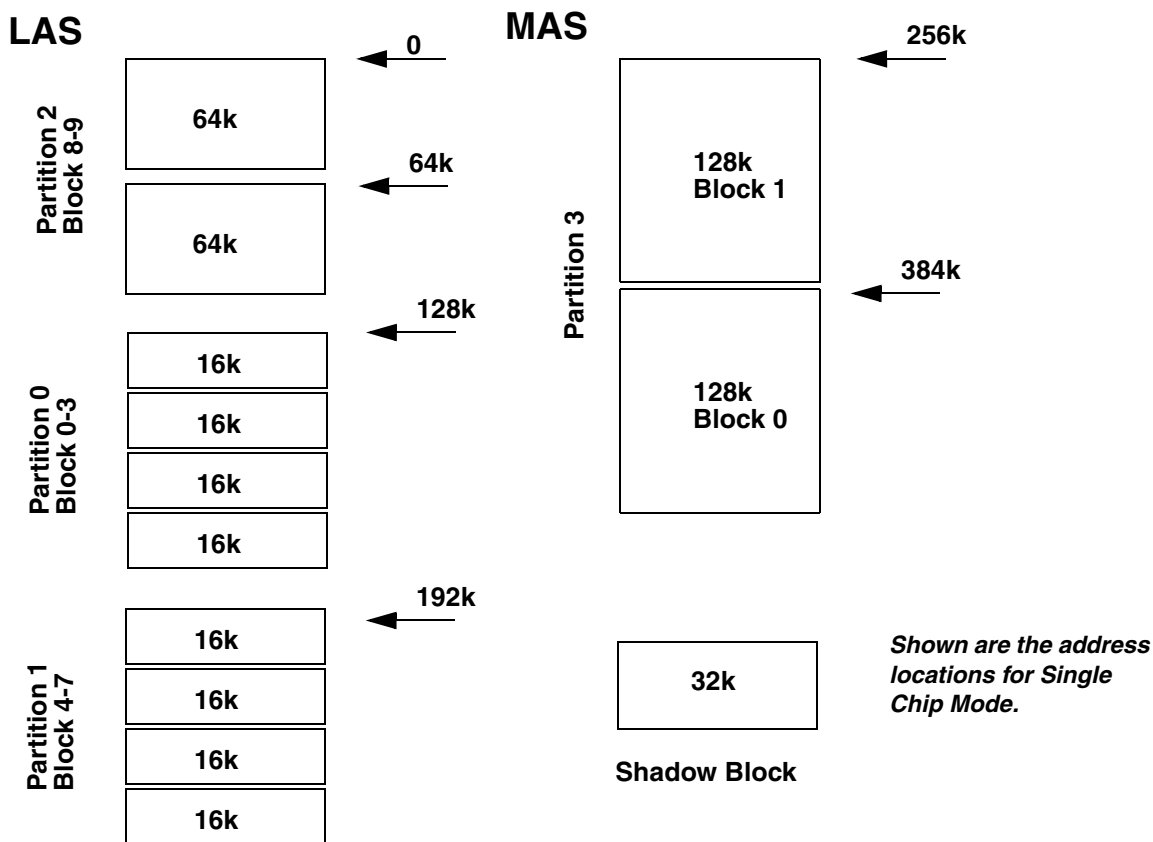 LAS
0
Partition 2
Block 8-9
64k
64k
64k
128k
Partition 0
Block 0-3
16k
16k
16k
16k
192k
Partition 1
Block 4-7
16k
16k
16k
16k
MAS
256k
Partition 3
128k
Block 1
384k
128k
Block 0
32k
Shadow Block
Shown are the address
locations for Single
Chip Mode.